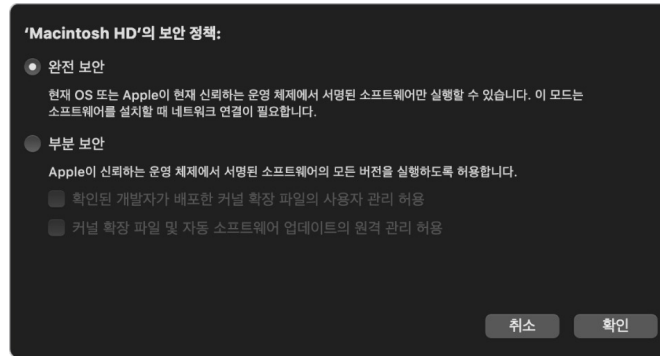 ‘Macintosh HD’의 보안 정책:
완전 보안
현재 OS 또는 Apple이 현재 신뢰하는 운영 체제에서 서명된 소프트웨어만 실행할 수 있습니다. 이 모드는
소프트웨어를 설치할 때 네트워크 연결이 필요합니다.
부분 보안
Apple이 신뢰하는 운영 체제에서 서명된 소프트웨어의 모든 버전을 실행하도록 허용합니다.
확인된 개발자가 배포한 커널 확장 파일의 사용자 관리 허용
커널 확장 파일 및 자동 소프트웨어 업데이트의 원격 관리 허용
취소 확인